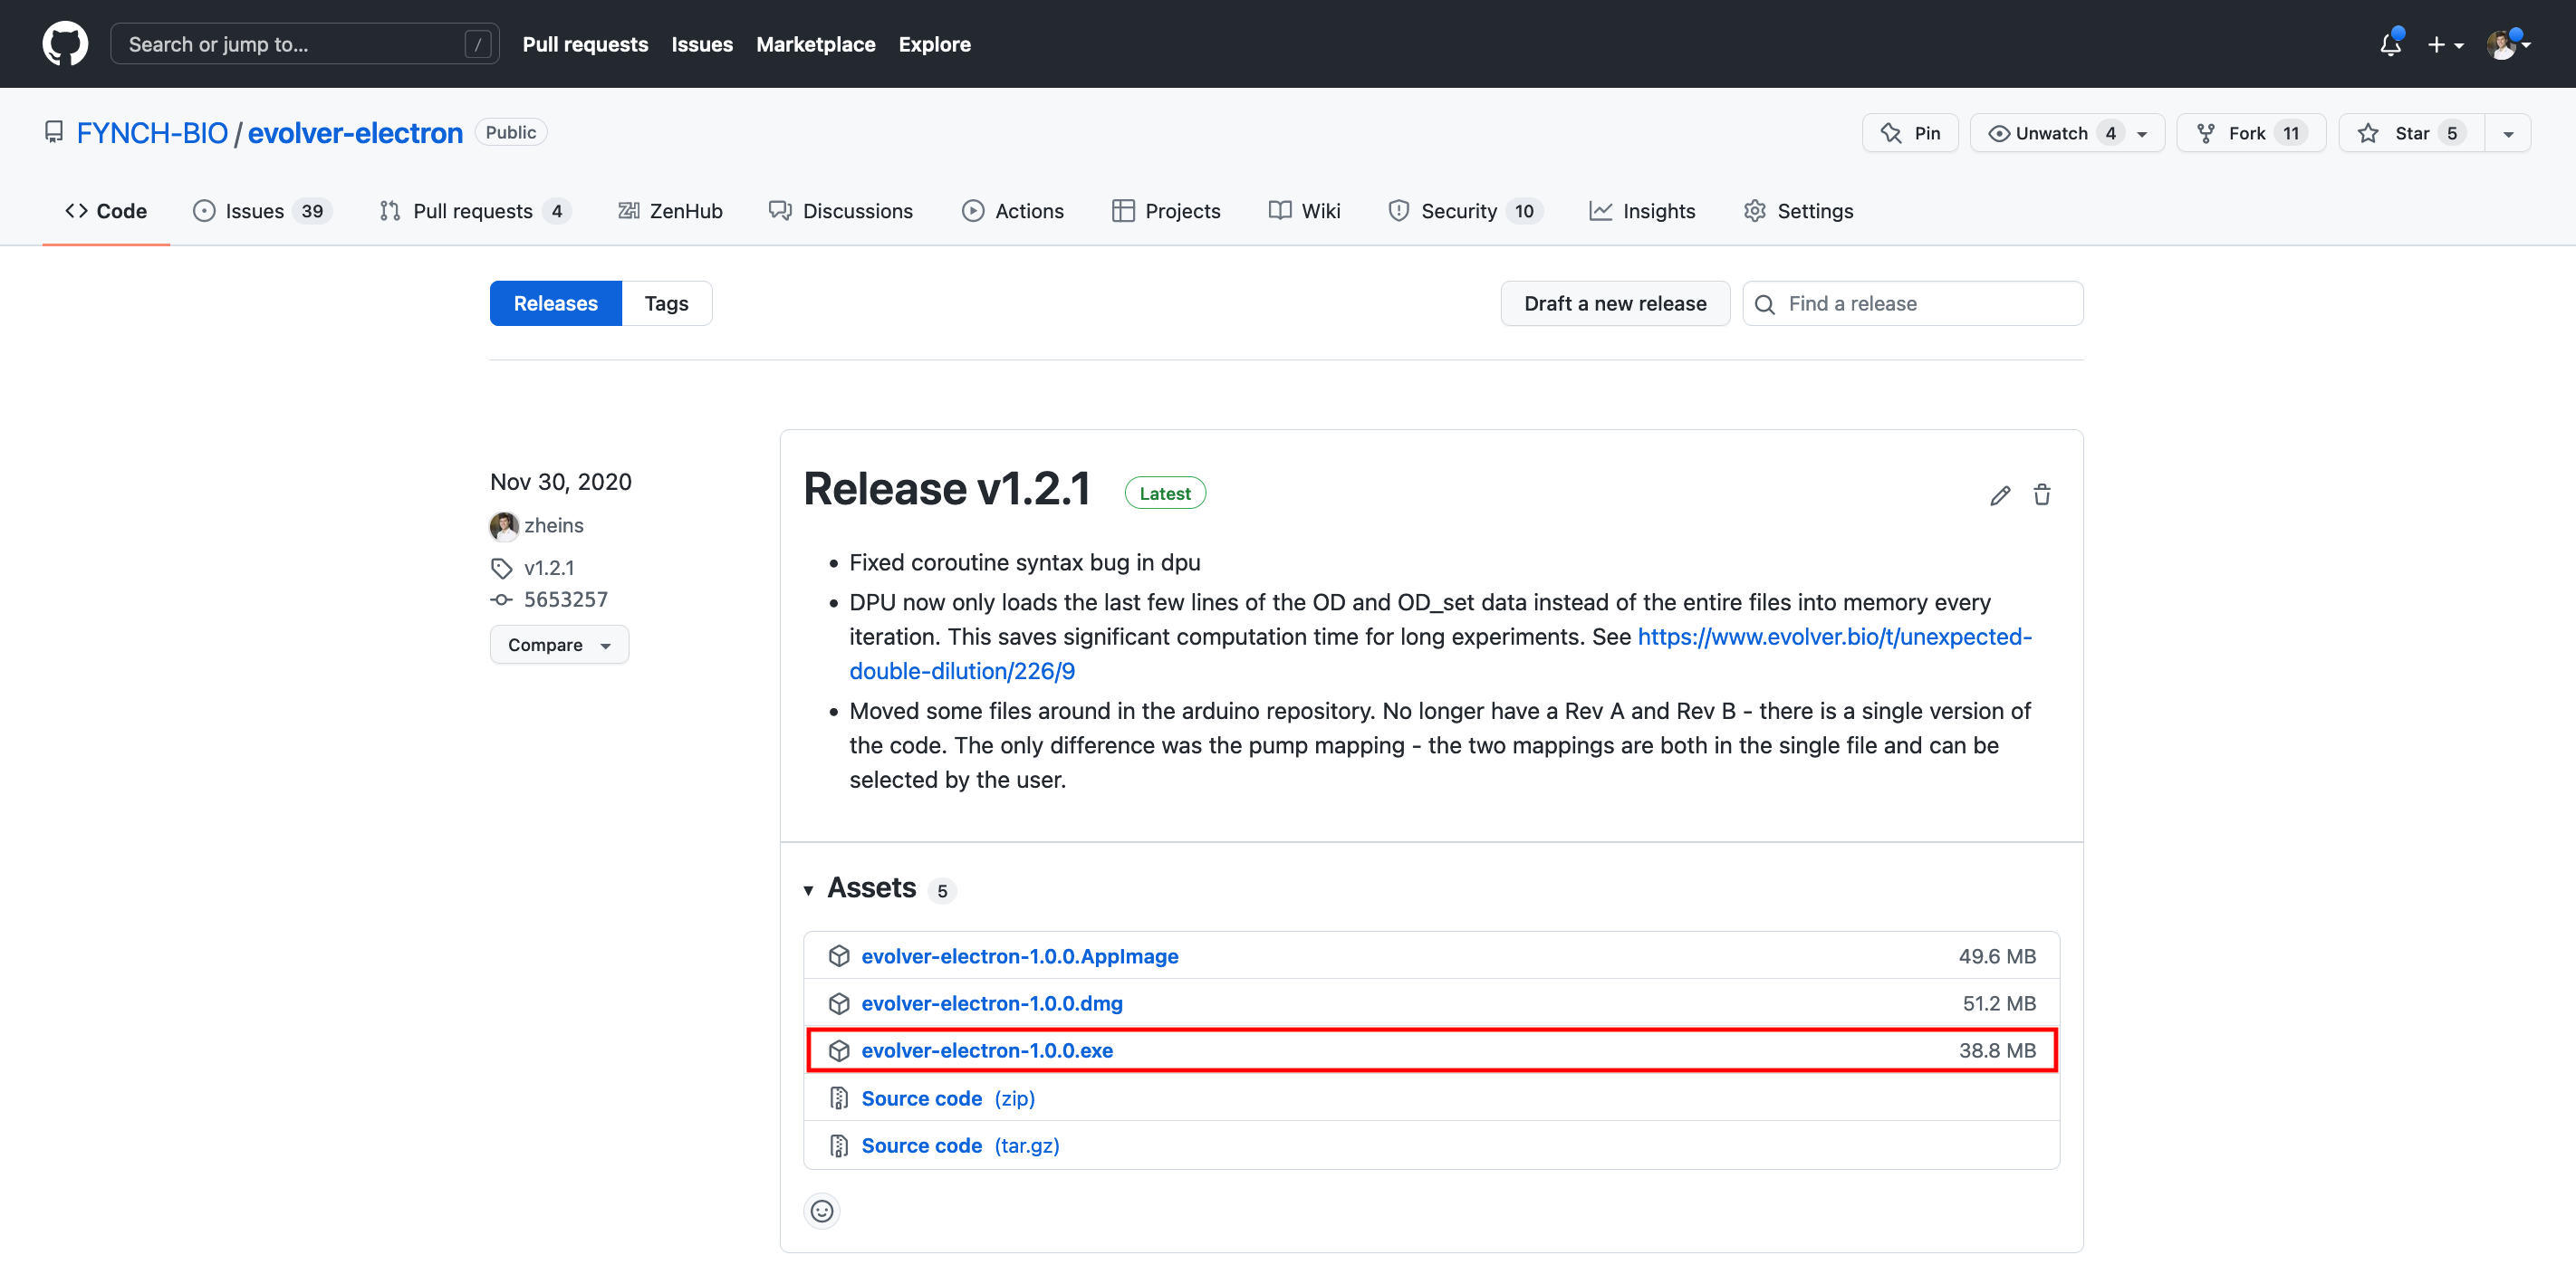 Search or jump to... /
Pull requests Issues Marketplace Explore
FYNCH-BIO / evolver-electron Public
Pin Unwatch 4 Fork 11 Star 5
Code Issues 39 Pull requests 4 ZenHub Discussions Actions Projects Wiki Security 10 Insights Settings
Releases Tags
Draft a new release Find a release
Nov 30, 2020
zheins
v1.2.1
5653257
Compare
Release v1.2.1 Latest
• Fixed coroutine syntax bug in dpu
• DPU now only loads the last few lines of the OD and OD_set data instead of the entire files into memory every
iteration. This saves significant computation time for long experiments. See https://www.evolver.bio/t/unexpected-
double-dilution/226/9
• Moved some files around in the arduino repository. No longer have a Rev A and Rev B - there is a single version of
the code. The only difference was the pump mapping - the two mappings are both in the single file and can be
selected by the user.
Assets 5
evolver-electron-1.0.0.AppImage 49.6 MB
evolver-electron-1.0.0.dmg 51.2 MB
evolver-electron-1.0.0.exe 38.8 MB
Source code (zip)
Source code (tar.gz)